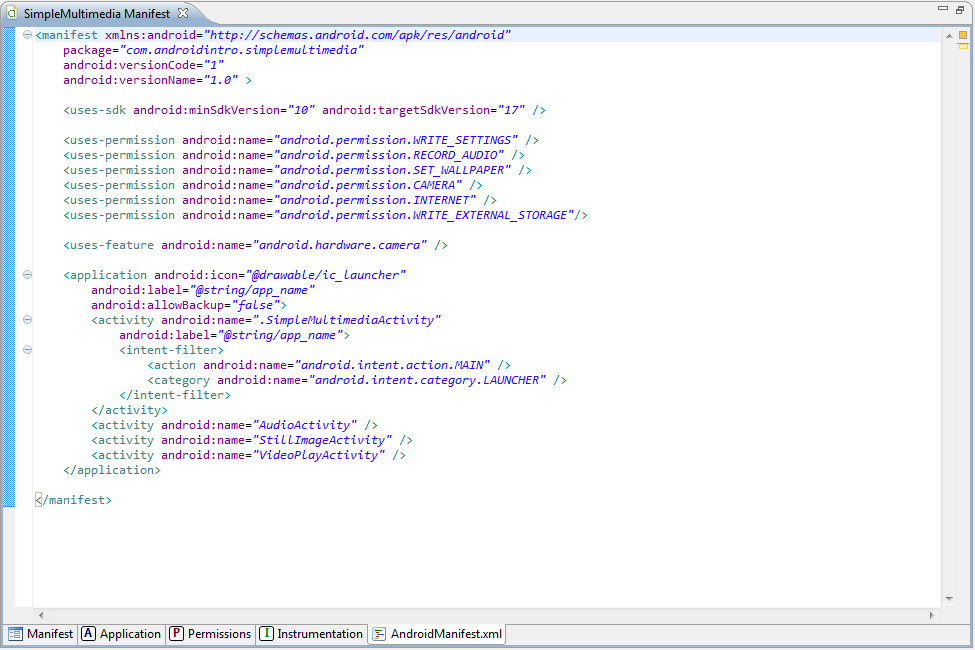 SimpleMultimedia Manifest
<manifest xmlns:android="http://schemas.android.com/apk/res/android"
package="com.androidintro.simplemultimedia"
android:versionCode="1"
android:versionName="1.0" >
<uses-sdk android:minSdkVersion="10" android:targetSdkVersion="17" />
<uses-permission android:name="android.permission.WRITE_SETTINGS" />
<uses-permission android:name="android.permission.RECORD_AUDIO" />
<uses-permission android:name="android.permission.SET_WALLPAPER" />
<uses-permission android:name="android.permission.CAMERA" />
<uses-permission android:name="android.permission.INTERNET" />
<uses-permission android:name="android.permission.WRITE_EXTERNAL_STORAGE"/>
<uses-feature android:name="android.hardware.camera" />
<application android:icon="@drawable/ic_launcher"
android:label="@string/app_name"
android:allowBackup="false">
<activity android:name=".SimpleMultimediaActivity"
android:label="@string/app_name">
<intent-filter>
<action android:name="android.intent.action.MAIN" />
<category android:name="android.intent.category.LAUNCHER" />
</intent-filter>
</activity>
<activity android:name="AudioActivity" />
<activity android:name="StillImageActivity" />
<activity android:name="VideoPlayActivity" />
</application>
</manifest>
Manifest A Application P Permissions I Instrumentation AndroidManifest.xml